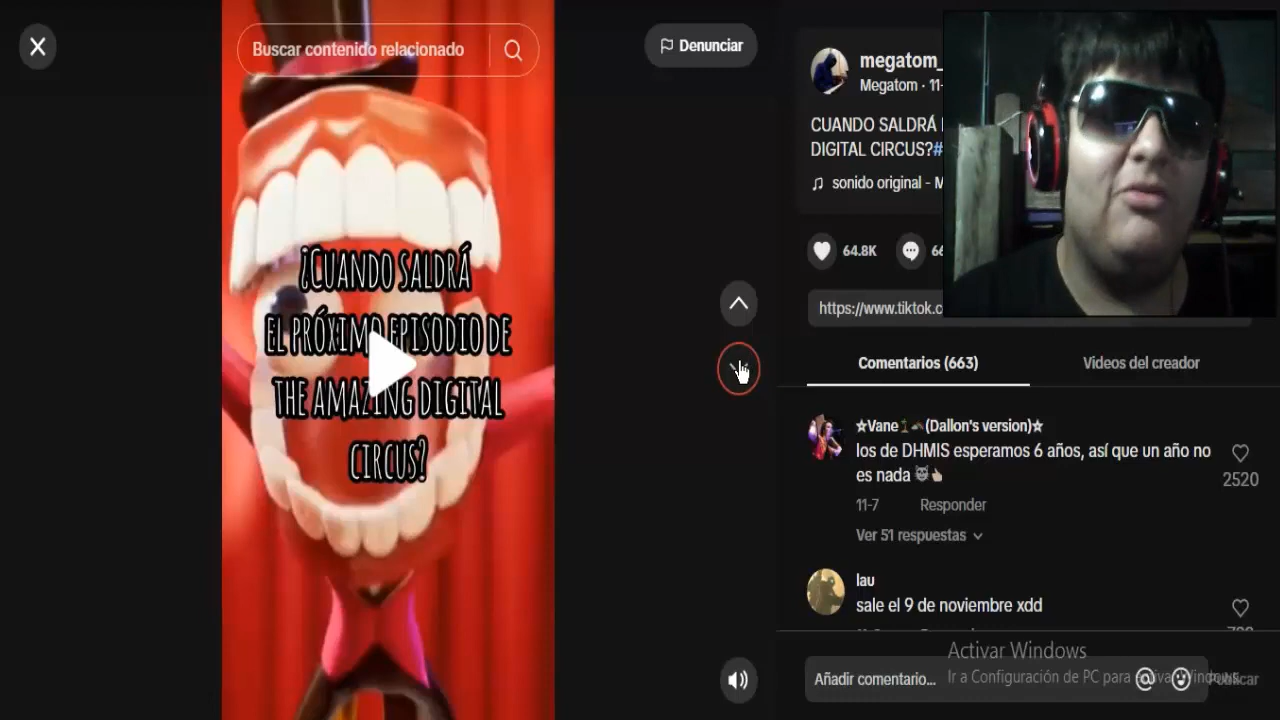 Buscar contenido relacionado
Denunciar
megatom_
Megatom · 11-
CUANDO SALDRÁ
DIGITAL CIRCUS?#
sonido original - M
64.8K
66
https://www.tiktok.c
¿CUANDO SALDRÁ
EL PRÓXIMO EPISODIO DE
THE AMAZING DIGITAL
CIRCUS?
Comentarios (663)
Videos del creador
☆Vane (Dallon's version)☆
los de DHMIS esperamos 6 años, así que un año no
es nada
2520
11-7
Responder
Ver 51 respuestas
lau
sale el 9 de noviembre xdd
Activar Windows
Ir a Configuración de PC para activar Windows.
Añadir comentario...
Publicar